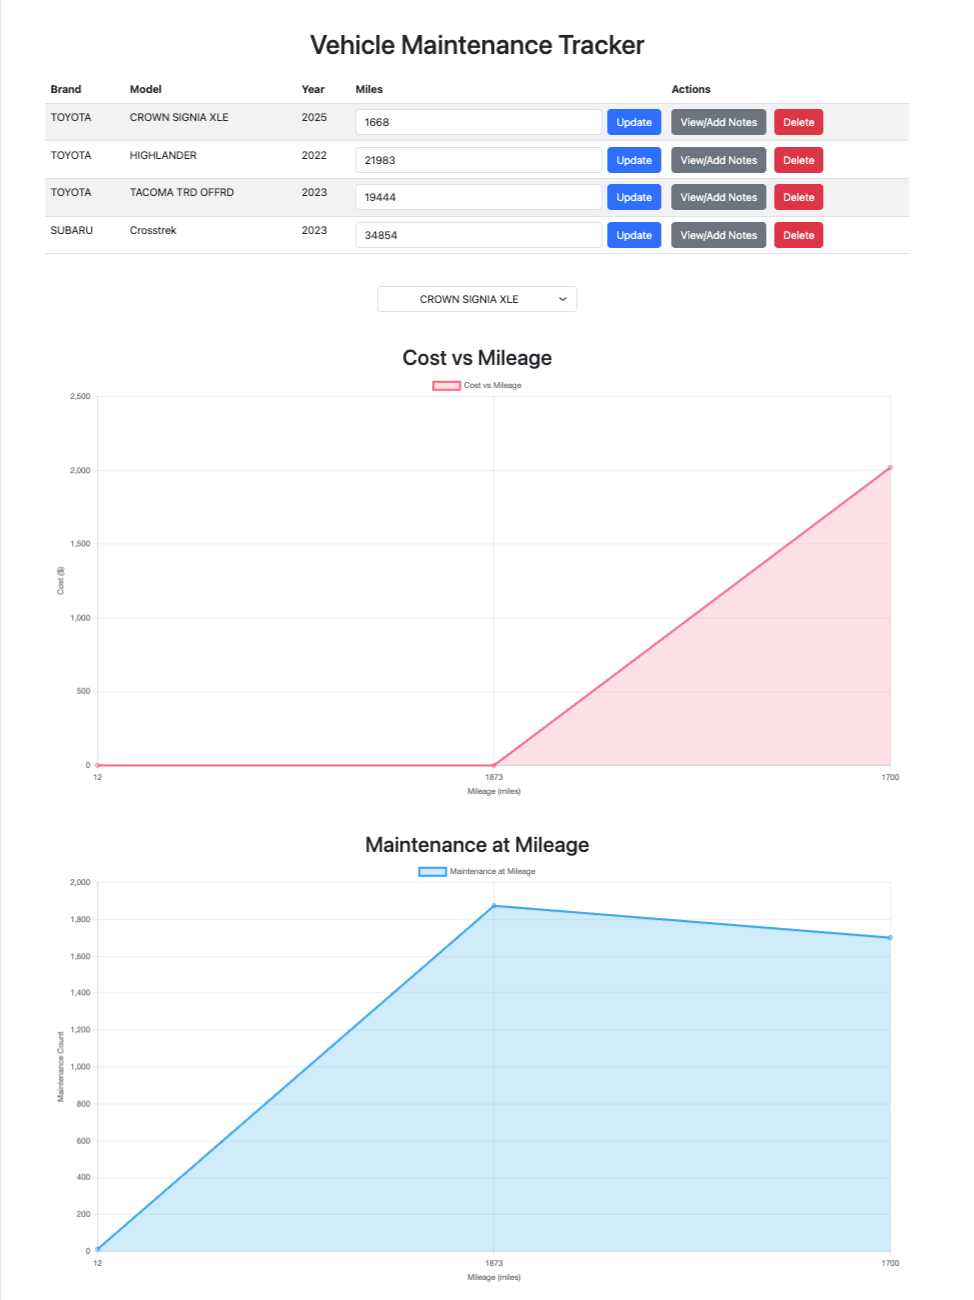 Vehicle Maintenance Tracker
Brand Model Year Miles Actions
TOYOTA CROWN SIGNIA XLE 2025 1668 Update View/Add Notes Delete
TOYOTA HIGHLANDER 2022 21983 Update View/Add Notes Delete
TOYOTA TACOMA TRD OFFRD 2023 19444 Update View/Add Notes Delete
SUBARU Crosstrek 2023 34854 Update View/Add Notes Delete
CROWN SIGNIA XLE
Cost vs Mileage
Cost vs Mileage
2,500
2,000
1,500
Cost ($)
1,000
500
0
12 1873 1700
Mileage (miles)
Maintenance at Mileage
Maintenance at Mileage
2,000
1,800
1,600
1,400
1,200
Maintenance Count
1,000
800
600
400
200
0
12 1873 1700
Mileage (miles)